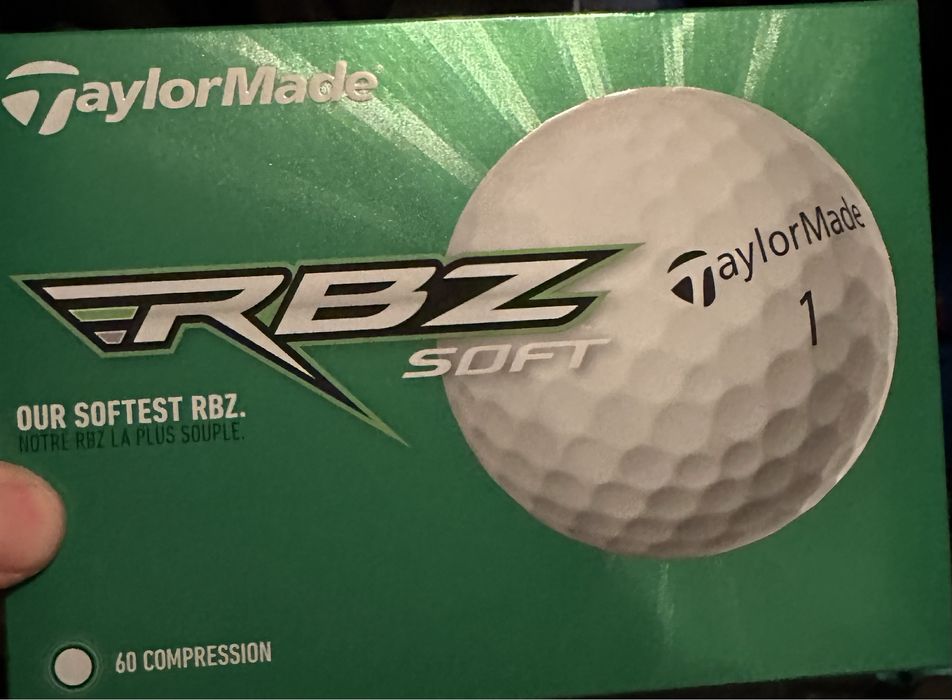 TaylorMade
TaylorMade
1
RBZ
SOFT
OUR SOFTEST RBZ.
NOTRE RBZ LA PLUS SOUPLE.
60 COMPRESSION